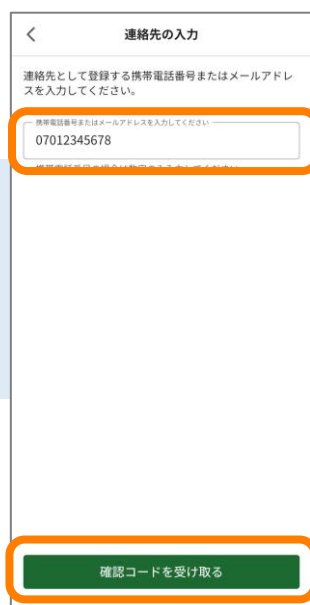 連絡先の入力
連絡先として登録する携帯電話番号またはメールアドレ
スを入力してください。
携帯電話番号またはメールアドレスを入力してください
07012345678
確認コードを受け取る